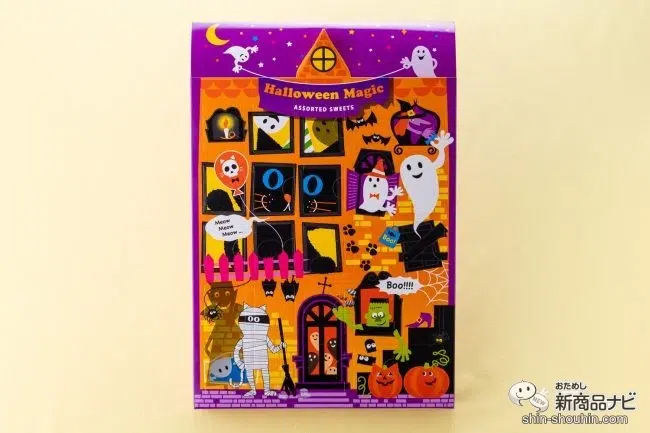 Halloween Magic
ASSORTED SWEETS
Meow
Meow
Meow...
Boo!
Boo!!!!
NEW
おためし
新商品ナビ
shin-shouhin.com